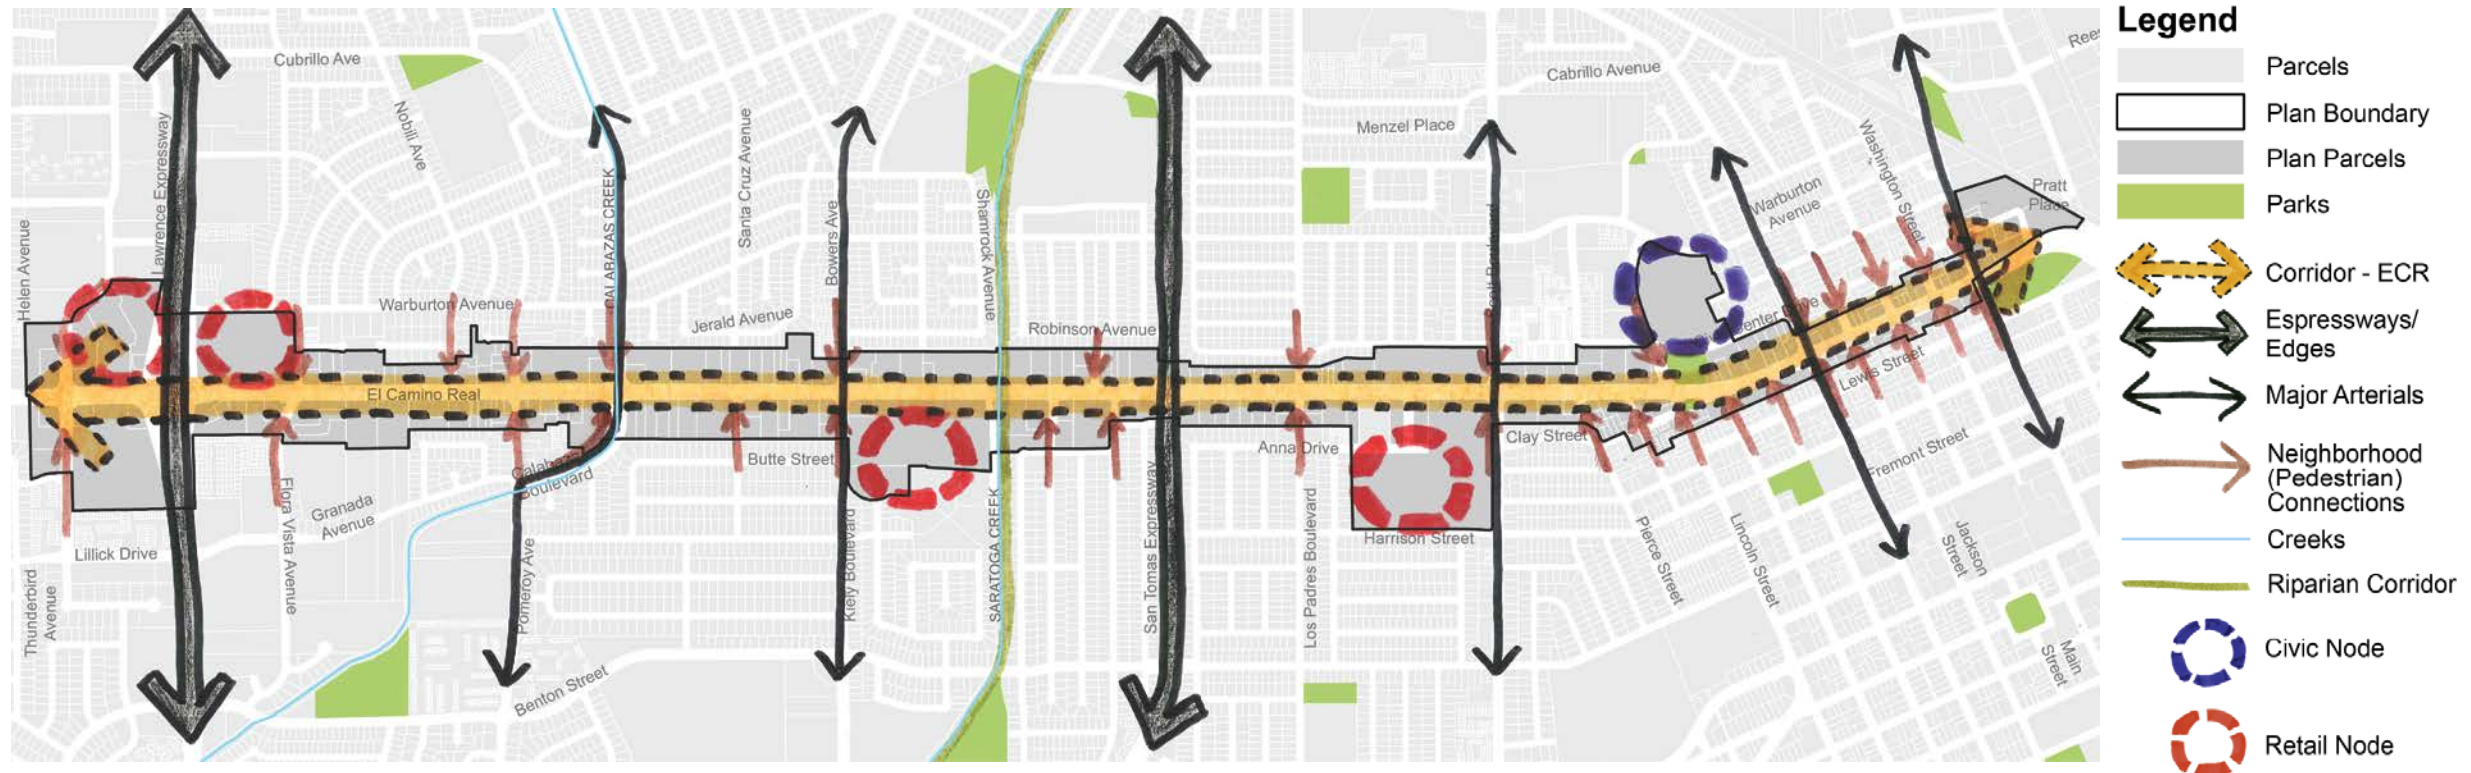 Legend
Parcels
Plan Boundary
Plan Parcels
Parks
Corridor - ECR
Espressways/
Edges
Major Arterials
Neighborhood
(Pedestrian)
Connections
Creeks
Riparian Corridor
Civic Node
Retail Node
Cubrillo Ave
Nobili Ave
Lawrence Expressway
Helen Avenue
Warburton Avenue
CALABAZAS CREEK
Santa Cruz Avenue
Jerald Avenue
Bowers Ave
Shamrock Avenue
Robinson Avenue
Menzel Place
Cabrillo Avenue
Warburton
Avenue
Washington Street
Pratt
Place
El Camino Real
Center Drive
Lewis Street
Fremont Street
Clay Street
Anna Drive
Harrison Street
Butte Street
Granada
Avenue
Boulevard
Flora Vista Avenue
Lillick Drive
Thunderbird
Avenue
Pomeroy Ave
Benton Street
Kiely Boulevard
SARATOGA CREEK
San Tomas Expressway
Los Padres Boulevard
Pierce Street
Lincoln Street
Jackson
Street
Main
Street